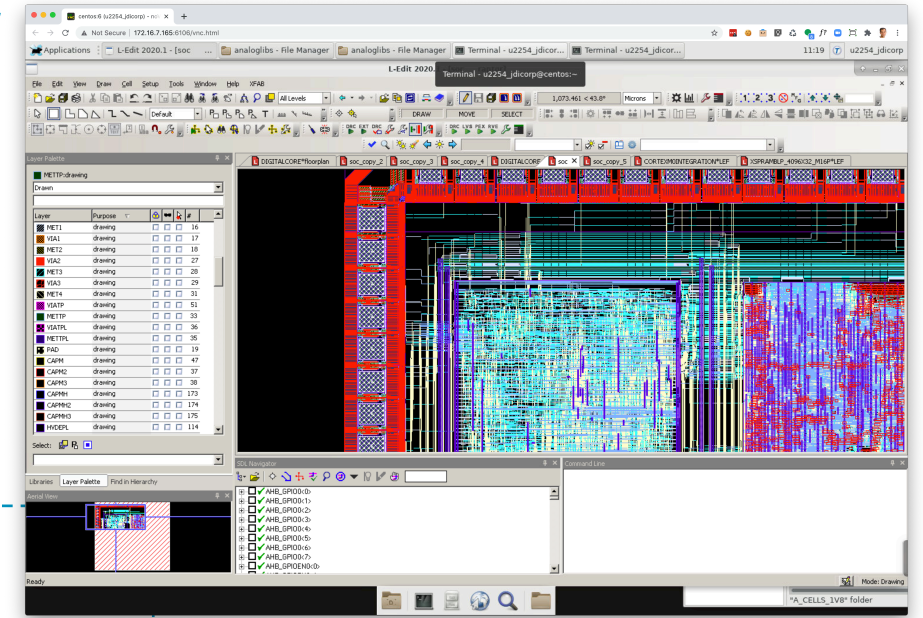 centos:6 (u2254_jdicorp) - no
Not Secure | 172.16.7.165:6106/vnc.html
Applications
L-Edit 2020.1 - [soc ...
analoglibs - File Manager
analoglibs - File Manager
Terminal - u2254_jdicor...
Terminal - u2254_jdicor...
11:19
u2254_jdicorp
L-Edit 2020.
Terminal - u2254_jdicorp@centos:~
File Edit View Draw Cell Setup Tools Window Help XFAB
All Levels
1,073.461 < 43.8°
Microns
Default
DRAW MOVE SELECT
Layer Palette
DIGITALCORE*floorplan
soc_copy_2
soc_copy_3
soc_copy_4
DIGITALCORE
soc X
soc_copy_5
CORTEXM0INTEGRATION*LEF
XSPRAMBLP_4096X32_M16P*LEF
METTP:drawing
Drawn
Layer Purpose #
MET1 drawing 16
VIA1 drawing 17
MET2 drawing 18
VIA2 drawing 27
MET3 drawing 28
VIA3 drawing 29
MET4 drawing 31
VIATP drawing 51
METTP drawing 33
VIATPL drawing 36
METTPL drawing 35
PAD drawing 19
CAPM drawing 47
CAPM2 drawing 37
CAPM3 drawing 38
CAPMH drawing 173
CAPMH2 drawing 174
CAPMH3 drawing 175
HVDEPL drawing 114
Select:
Libraries Layer Palette Find in Hierarchy
Aerial View
SDL Navigator
Command Line
AHB_GPIO0<0>
AHB_GPIO0<1>
AHB_GPIO0<2>
AHB_GPIO0<3>
AHB_GPIO0<4>
AHB_GPIO0<5>
AHB_GPIO0<6>
AHB_GPIO0<7>
AHB_GPIOEN0<0>
Ready
Mode: Drawing
"A_CELLS_1V8" folder